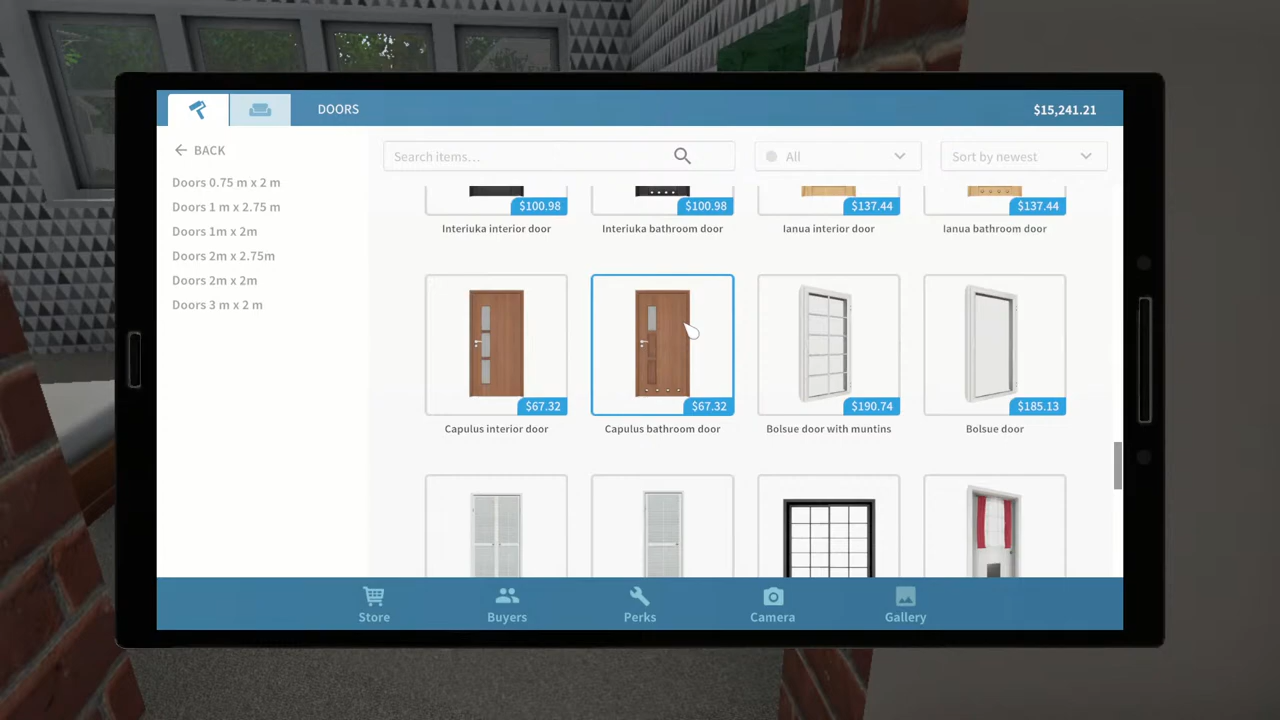 DOORS
$15,241.21
BACK
Search items...
All
Sort by newest
Doors 0.75 m x 2 m
Doors 1 m x 2.75 m
Doors 1m x 2m
Doors 2m x 2.75m
Doors 2m x 2m
Doors 3 m x 2 m
$100.98
$100.98
$137.44
$137.44
Interiuka interior door
Interiuka bathroom door
Ianua interior door
Ianua bathroom door
$67.32
$67.32
$190.74
$185.13
Capulus interior door
Capulus bathroom door
Bolsue door with muntins
Bolsue door
Store
Buyers
Perks
Camera
Gallery